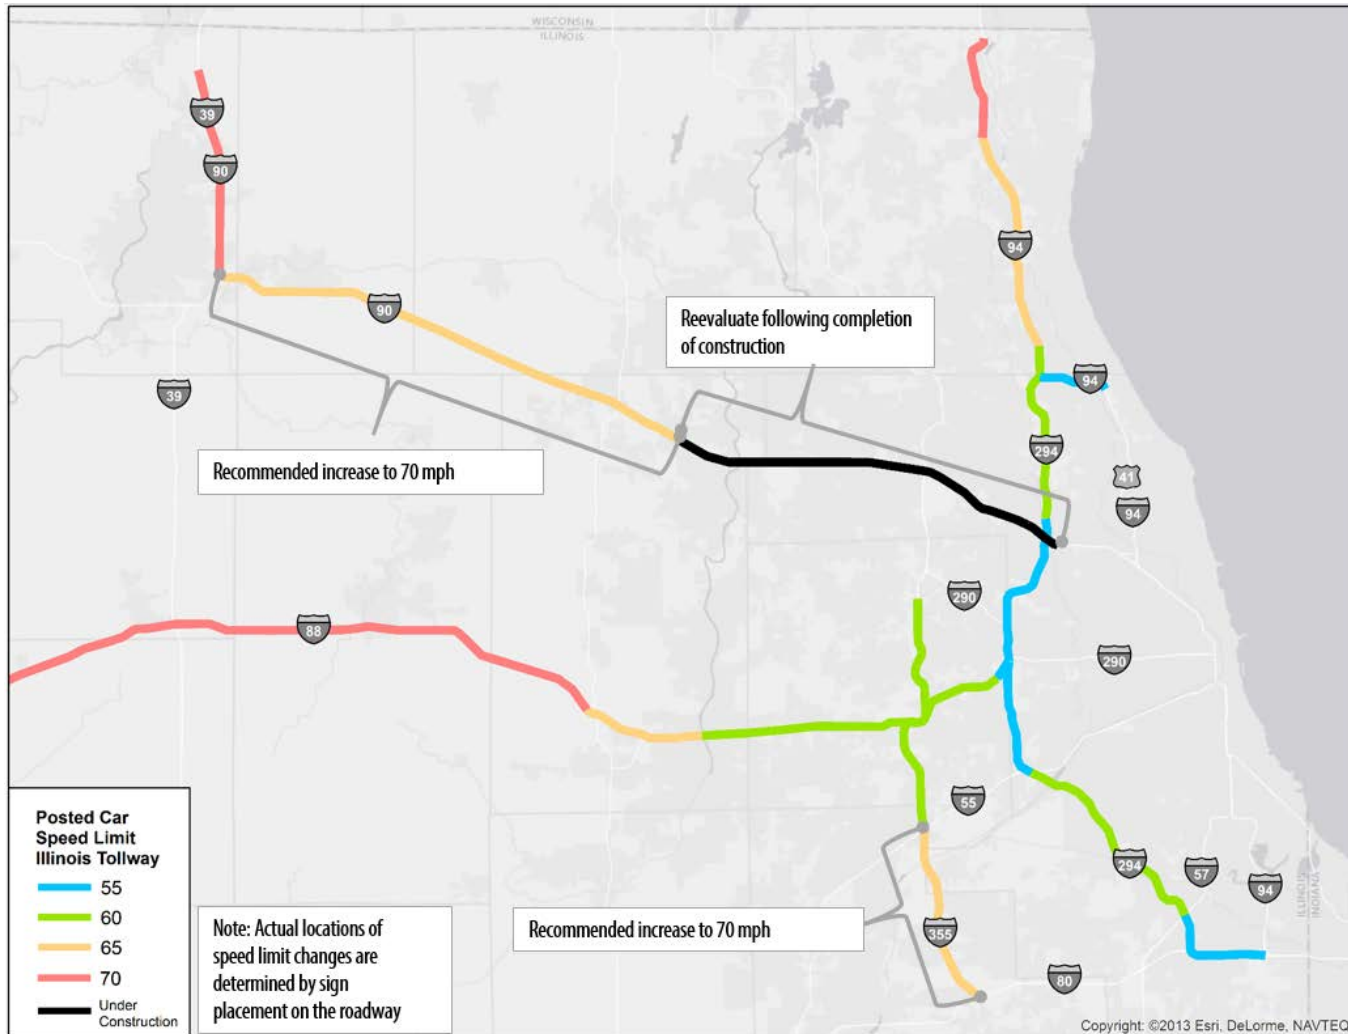 WISCONSIN
ILLINOIS
39
90
94
90
Reevaluate following completion
of construction
94
39
294
41
94
Recommended increase to 70 mph
290
88
290
55
294
57
94
ILLINOIS
INDIANA
355
80
Recommended increase to 70 mph
Posted Car
Speed Limit
Illinois Tollway
55
60
65
70
Under
Construction
Note: Actual locations of
speed limit changes are
determined by sign
placement on the roadway
Copyright: ©2013 Esri, DeLorme, NAVTEQ